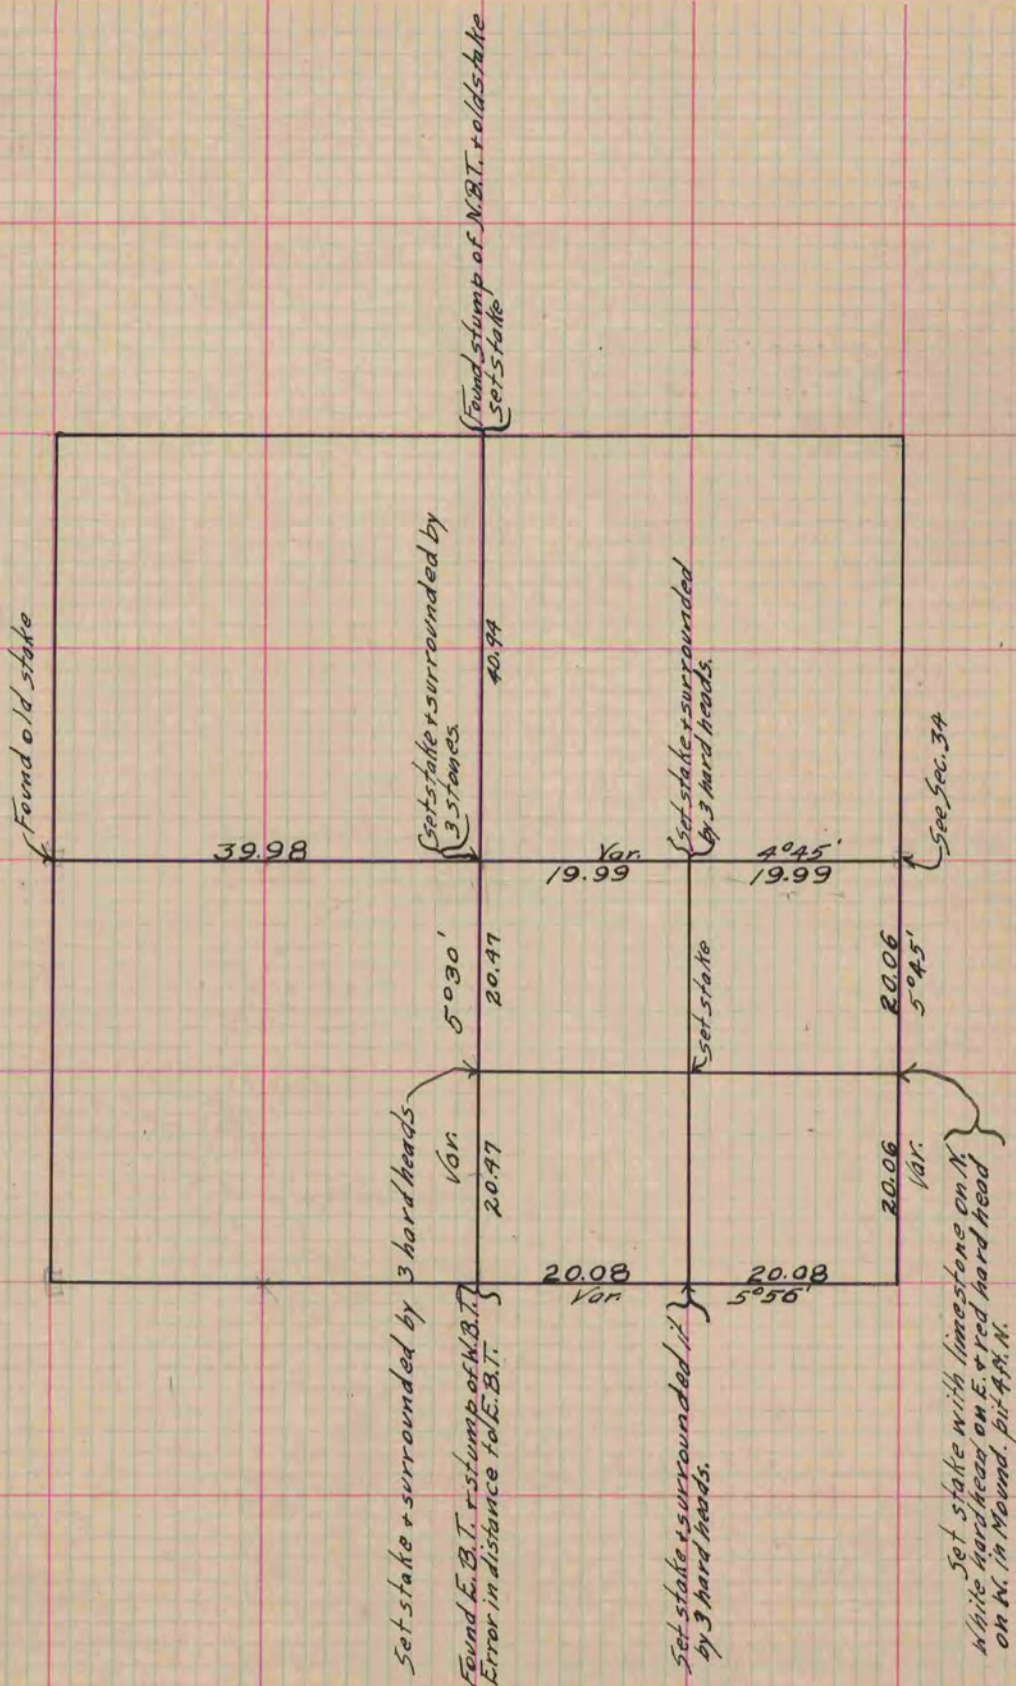 Found old stake
39.98
Found stump of N.B.T. + old stake
set stake
Set stake + surrounded by
3 stones.
40.94
Set stake + surrounded by 3 hard heads
Var. 5°30'
20.47
20.47
Found E.B.T. + stump of W.B.T.
Error in distance to E.B.T.
Var.
19.99
4°45'
19.99
Set stake + surrounded
by 3 hard heads.
set stake
20.08
Var.
20.08
5°56'
Set stake + surrounded it
by 3 hard heads.
20.06
Var.
20.06
5°45'
See Sec. 34
Set stake with limestone on N.
White hard head on E. + red hard head
on W. in Mound. pit 4 ft. N.